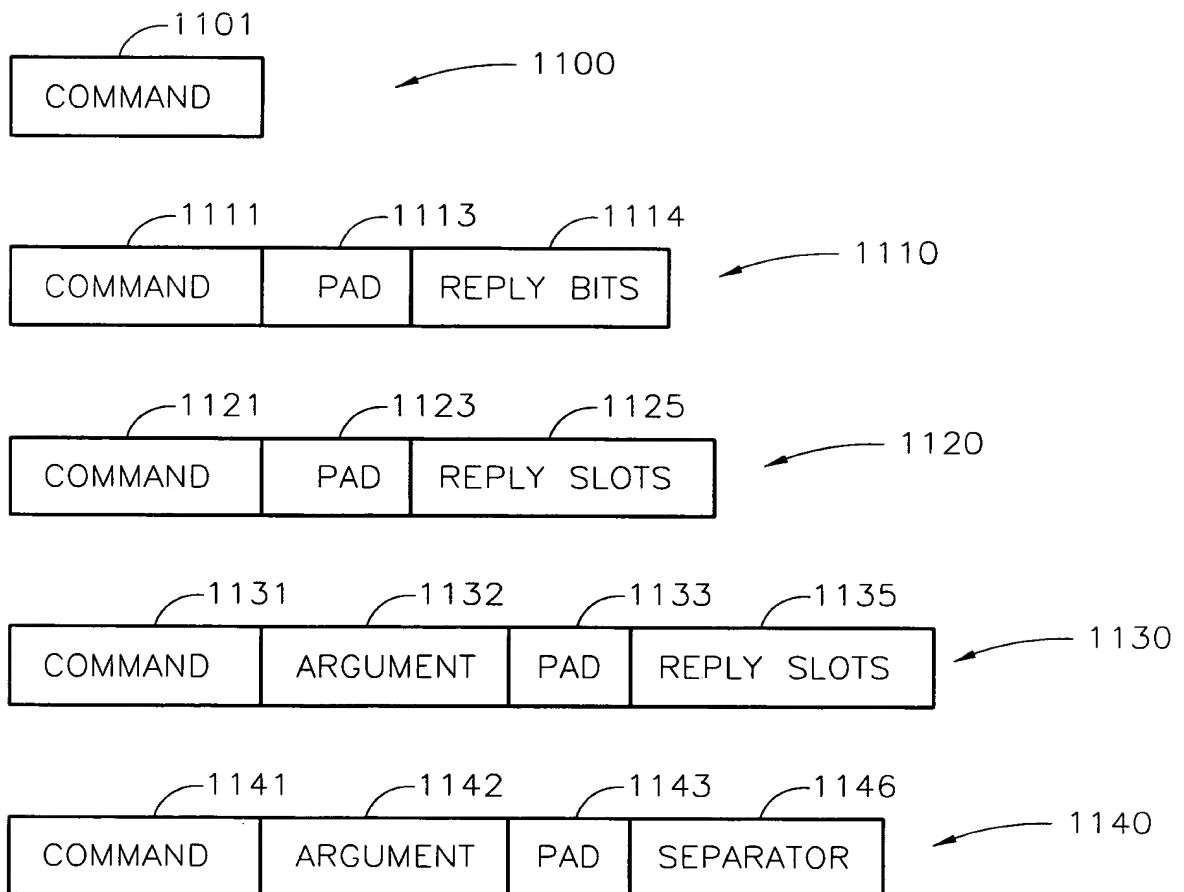 1101
COMMAND
1100
1111 1113 1114
COMMAND PAD REPLY BITS
1110
1121 1123 1125
COMMAND PAD REPLY SLOTS
1120
1131 1132 1133 1135
COMMAND ARGUMENT PAD REPLY SLOTS
1130
1141 1142 1143 1146
COMMAND ARGUMENT PAD SEPARATOR
1140